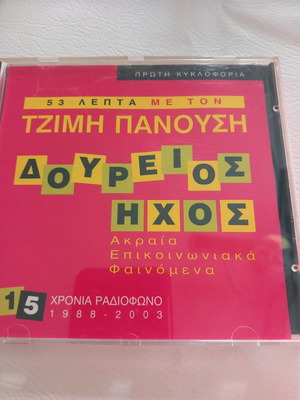 ΠΡΩΤΗ ΚΥΚΛΟΦΟΡΙΑ
53 ΛΕΠΤΑ ΜΕ ΤΟΝ
ΤΖΙΜΗ ΠΑΝΟΥΣΗ
ΔΟΥΡΕΙΟΣ
ΗΧΟΣ
Ακραία
Επικοινωνιακά
Φαινόμενα
15 ΧΡΟΝΙΑ ΡΑΔΙΟΦΩΝΟ
1988 - 2003